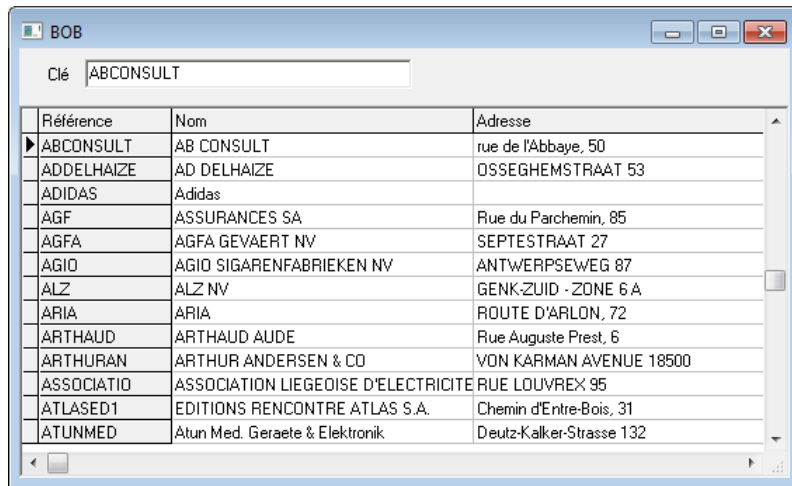 BOB
Clé ABCONSULT
Référence Nom Adresse
ABCONSULT AB CONSULT rue de l'Abbaye, 50
ADDELHAIZE AD DELHAIZE OSSEGHEMSTRAAT 53
ADIDAS Adidas
AGF ASSURANCES SA Rue du Parchemin, 85
AGFA AGFA GEVAERT NV SEPTESTRAAT 27
AGIO AGIO SIGARENFABRIEKEN NV ANTWERPSEWEG 87
ALZ ALZ NV GENK-ZUID - ZONE 6 A
ARIA ARIA ROUTE D'ARLON, 72
ARTHAUD ARTHAUD AUDE Rue Auguste Prest, 6
ARTHURAN ARTHUR ANDERSEN & CO VON KARMAN AVENUE 18500
ASSOCIATIO ASSOCIATION LIEGEOISE D'ELECTRICITE RUE LOUVREX 95
ATLASED1 EDITIONS RENCONTRE ATLAS S.A. Chemin d'Entre-Bois, 31
ATUNMED Atun Med. Geraete & Elektronik Deutz-Kalker-Strasse 132